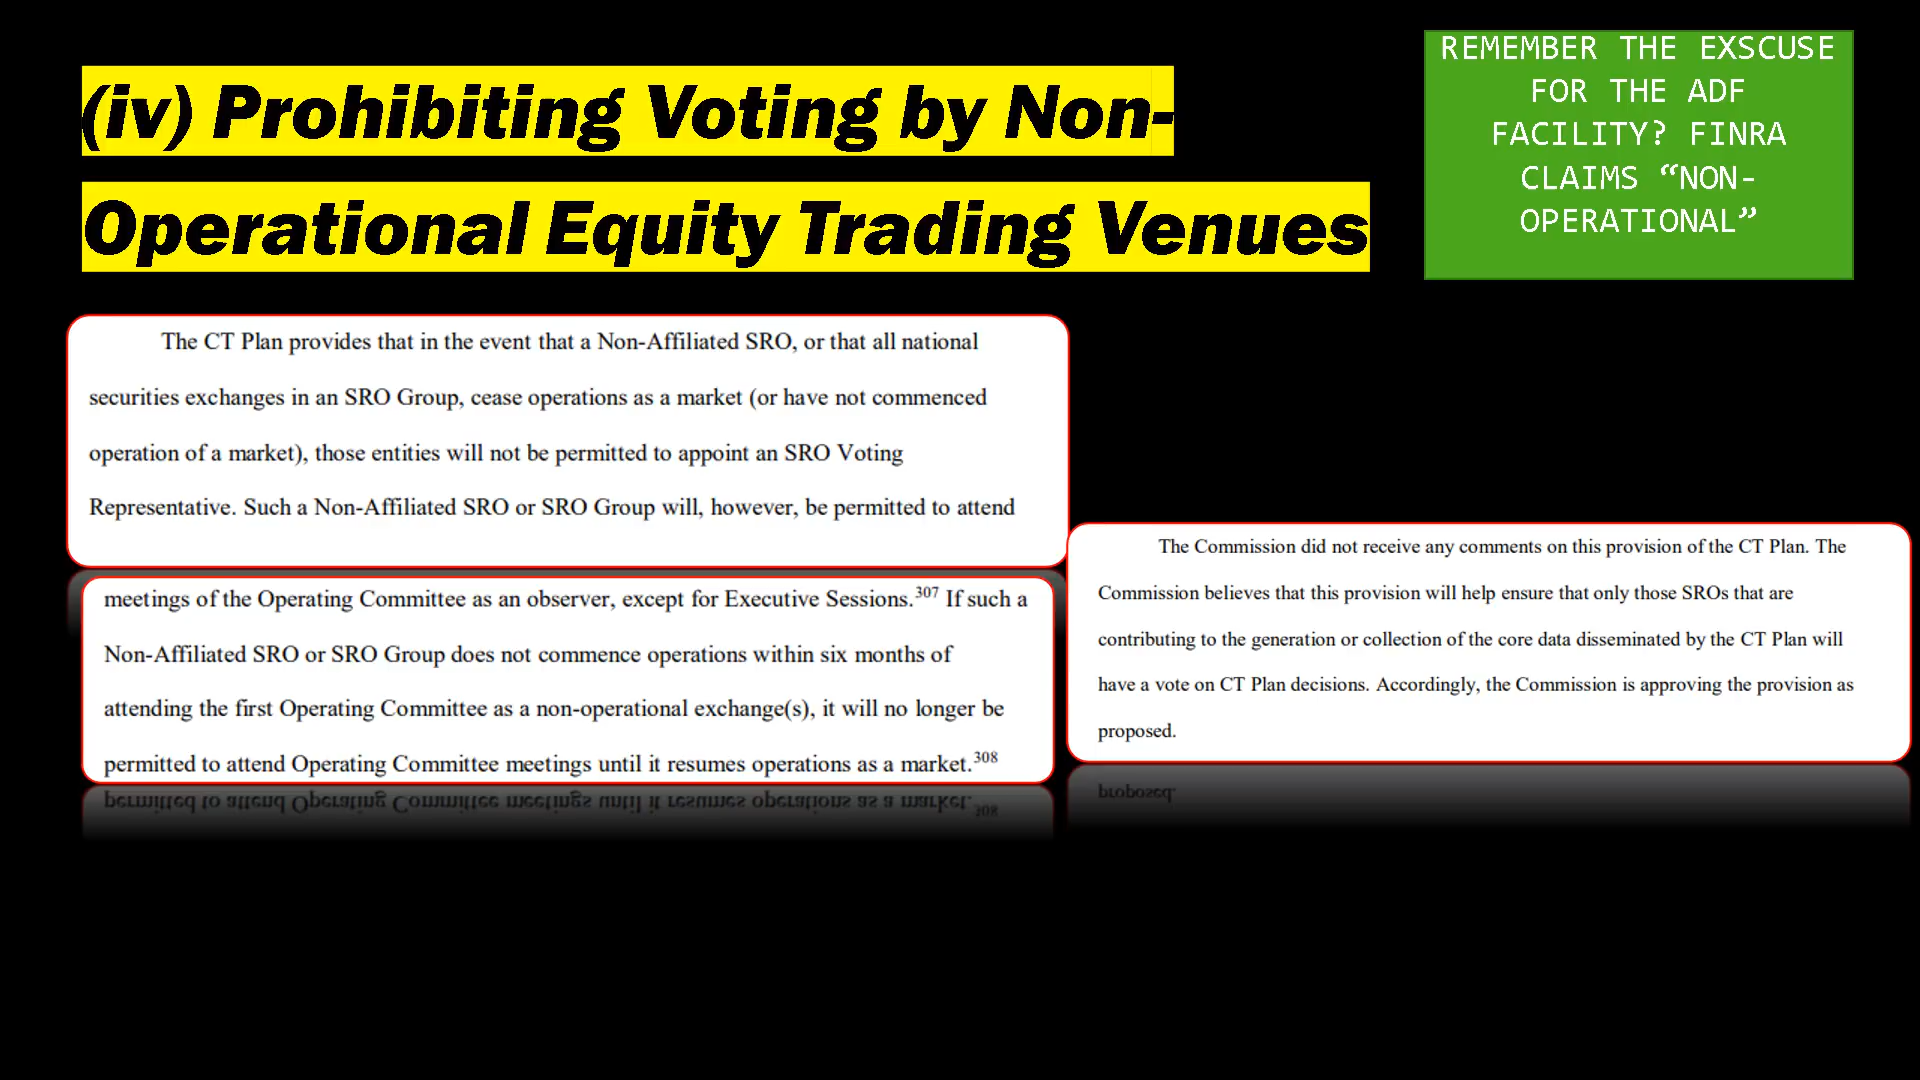 (iv) Prohibiting Voting by Non-
Operational Equity Trading Venues
REMEMBER THE EXSCUSE
FOR THE ADF
FACILITY? FINRA
CLAIMS “NON-
OPERATIONAL”
The CT Plan provides that in the event that a Non-Affiliated SRO, or that all national
securities exchanges in an SRO Group, cease operations as a market (or have not commenced
operation of a market), those entities will not be permitted to appoint an SRO Voting
Representative. Such a Non-Affiliated SRO or SRO Group will, however, be permitted to attend
meetings of the Operating Committee as an observer, except for Executive Sessions.307 If such a
Non-Affiliated SRO or SRO Group does not commence operations within six months of
attending the first Operating Committee as a non-operational exchange(s), it will no longer be
permitted to attend Operating Committee meetings until it resumes operations as a market.308
The Commission did not receive any comments on this provision of the CT Plan. The
Commission believes that this provision will help ensure that only those SROs that are
contributing to the generation or collection of the core data disseminated by the CT Plan will
have a vote on CT Plan decisions. Accordingly, the Commission is approving the provision as
proposed.